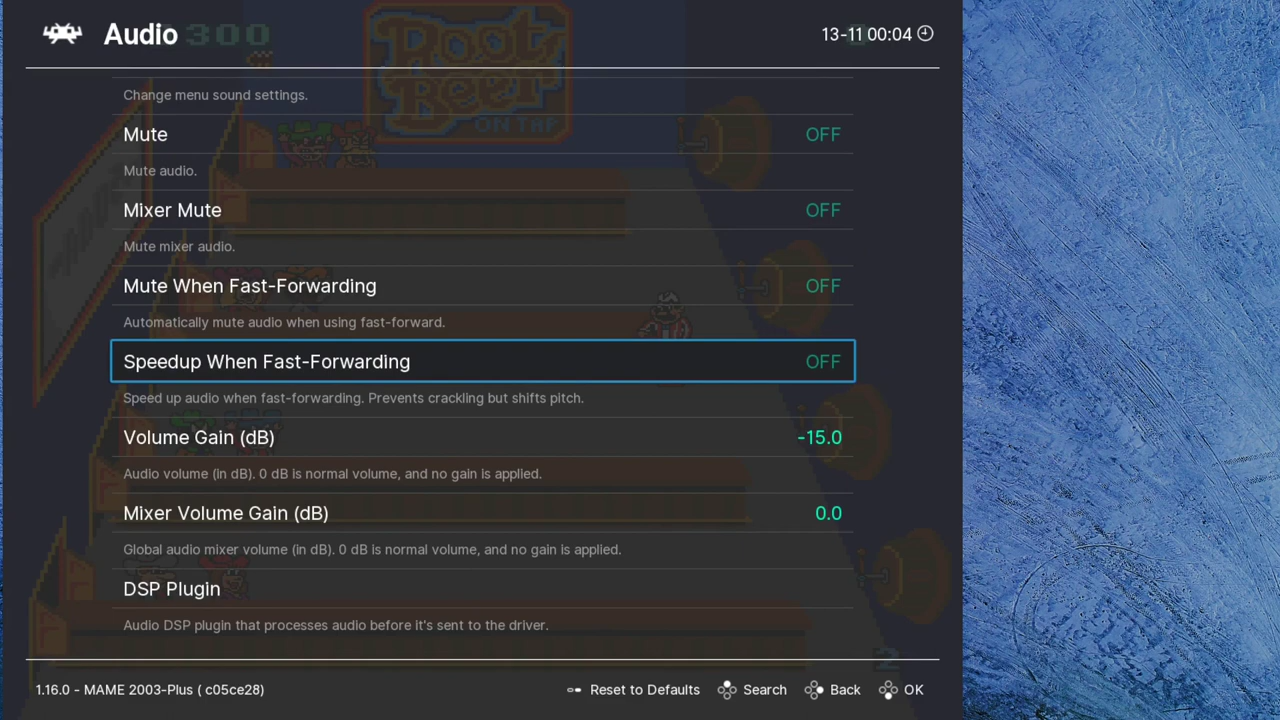 Audio
300
13-11 00:04
Root
Beer
ON TAP
Change menu sound settings.
Mute OFF
Mute audio.
Mixer Mute OFF
Mute mixer audio.
Mute When Fast-Forwarding OFF
Automatically mute audio when using fast-forward.
Speedup When Fast-Forwarding OFF
Speed up audio when fast-forwarding. Prevents crackling but shifts pitch.
Volume Gain (dB) -15.0
Audio volume (in dB). 0 dB is normal volume, and no gain is applied.
Mixer Volume Gain (dB) 0.0
Global audio mixer volume (in dB). 0 dB is normal volume, and no gain is applied.
DSP Plugin
Audio DSP plugin that processes audio before it's sent to the driver.
2
1.16.0 - MAME 2003-Plus ( c05ce28) Reset to Defaults Search Back OK